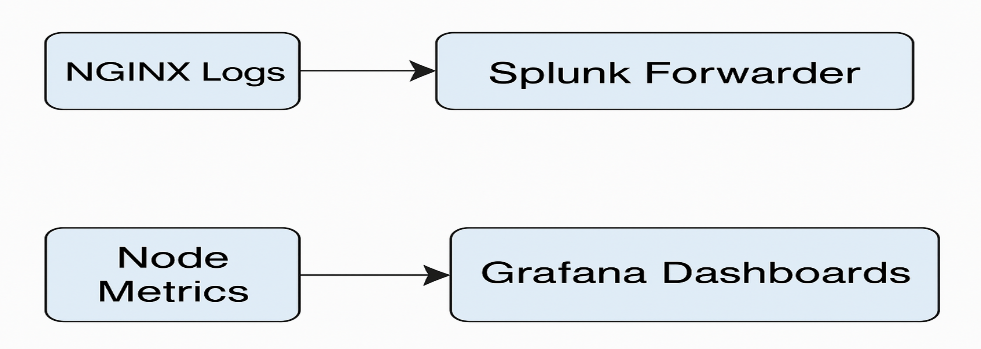 NGINX Logs
Splunk Forwarder
Node
Metrics
Grafana Dashboards